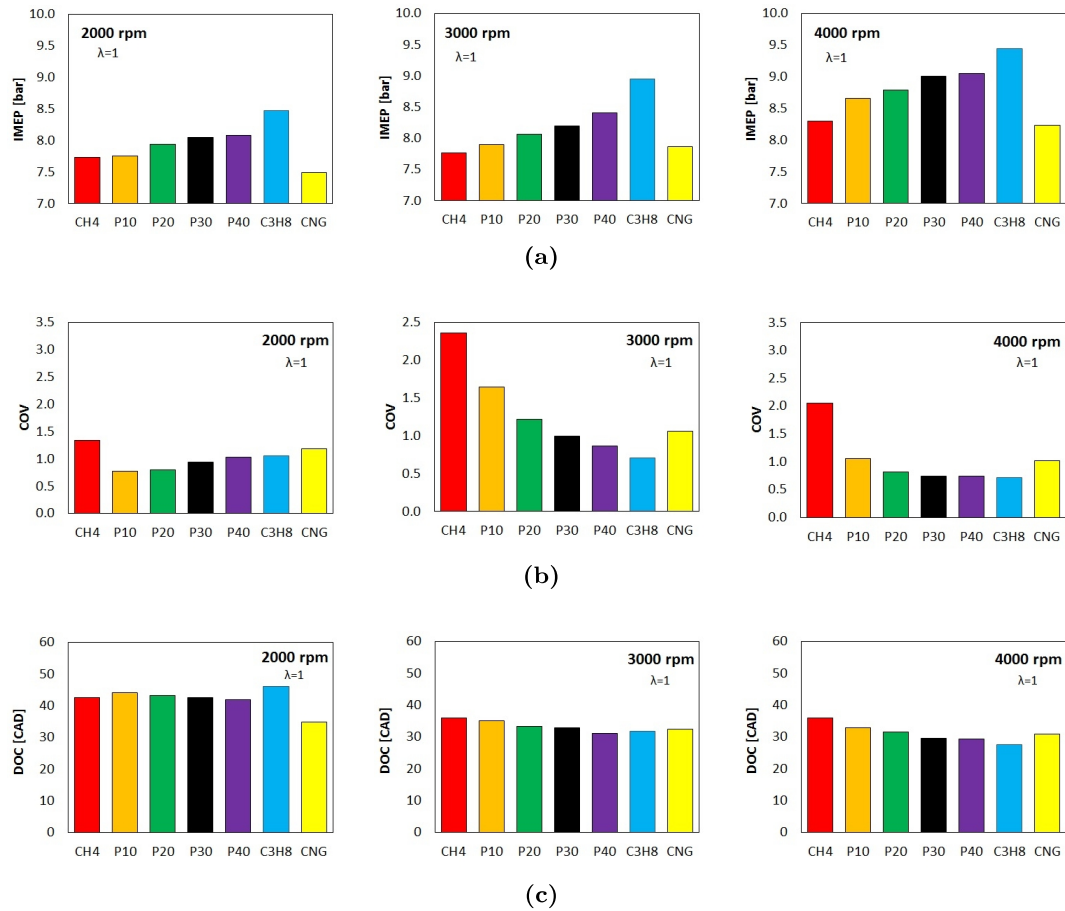 IMEP [bar]
10.0
9.5
9.0
8.5
8.0
7.5
7.0
2000 rpm
λ=1
CH4 P10 P20 P30 P40 C3H8 CNG
IMEP [bar]
10.0
9.5
9.0
8.5
8.0
7.5
7.0
3000 rpm
λ=1
CH4 P10 P20 P30 P40 C3H8 CNG
IMEP [bar]
10.0
9.5
9.0
8.5
8.0
7.5
7.0
4000 rpm
λ=1
CH4 P10 P20 P30 P40 C3H8 CNG
(a)
COV
3.5
3.0
2.5
2.0
1.5
1.0
0.5
0.0
2000 rpm
λ=1
CH4 P10 P20 P30 P40 C3H8 CNG
COV
2.5
2.0
1.5
1.0
0.5
0.0
3000 rpm
λ=1
CH4 P10 P20 P30 P40 C3H8 CNG
COV
3.5
3.0
2.5
2.0
1.5
1.0
0.5
0.0
4000 rpm
λ=1
CH4 P10 P20 P30 P40 C3H8 CNG
(b)
DOC [CAD]
60
50
40
30
20
10
0
2000 rpm
λ=1
CH4 P10 P20 P30 P40 C3H8 CNG
DOC [CAD]
60
50
40
30
20
10
0
3000 rpm
λ=1
CH4 P10 P20 P30 P40 C3H8 CNG
DOC [CAD]
60
50
40
30
20
10
0
4000 rpm
λ=1
CH4 P10 P20 P30 P40 C3H8 CNG
(c)